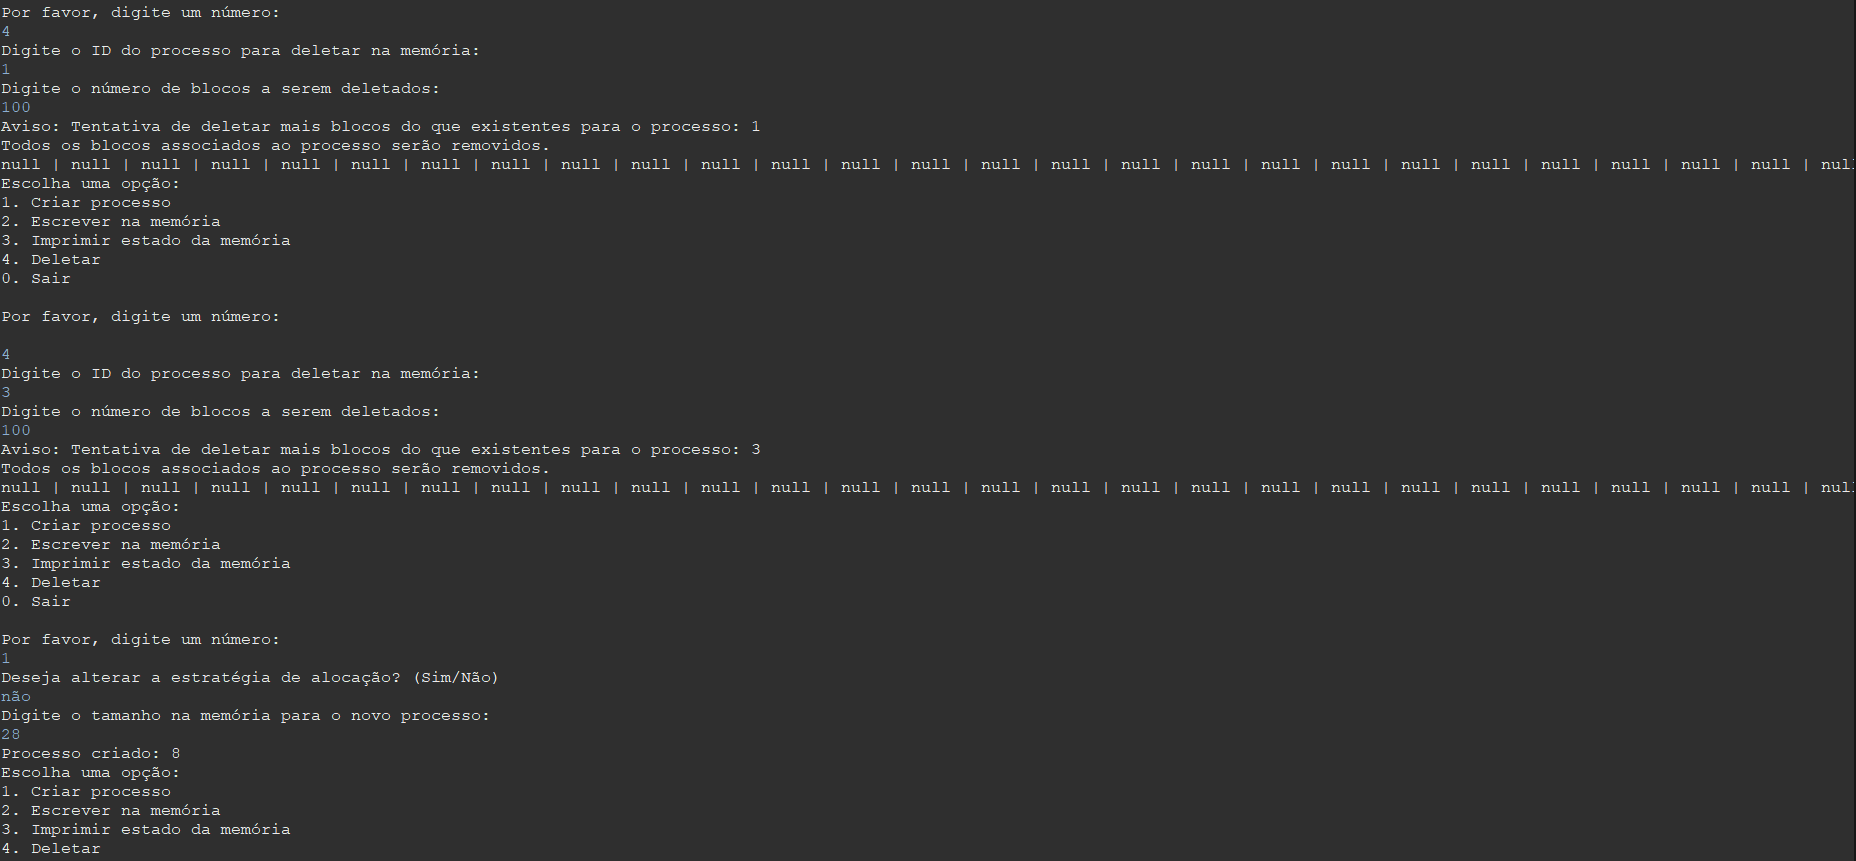 Por favor, digite um número:
4
Digite o ID do processo para deletar na memória:
1
Digite o número de blocos a serem deletados:
100
Aviso: Tentativa de deletar mais blocos do que existentes para o processo: 1
Todos os blocos associados ao processo serão removidos.
null | null | null | null | null | null | null | null | null | null | null | null | null | null | null | null | null | null | null | null | null | null | null | null | null | null | nul
Escolha uma opção:
1. Criar processo
2. Escrever na memória
3. Imprimir estado da memória
4. Deletar
0. Sair
Por favor, digite um número:
4
Digite o ID do processo para deletar na memória:
3
Digite o número de blocos a serem deletados:
100
Aviso: Tentativa de deletar mais blocos do que existentes para o processo: 3
Todos os blocos associados ao processo serão removidos.
null | null | null | null | null | null | null | null | null | null | null | null | null | null | null | null | null | null | null | null | null | null | null | null | null | null | nul
Escolha uma opção:
1. Criar processo
2. Escrever na memória
3. Imprimir estado da memória
4. Deletar
0. Sair
Por favor, digite um número:
1
Deseja alterar a estratégia de alocação? (Sim/Não)
não
Digite o tamanho na memória para o novo processo:
28
Processo criado: 8
Escolha uma opção:
1. Criar processo
2. Escrever na memória
3. Imprimir estado da memória
4. Deletar